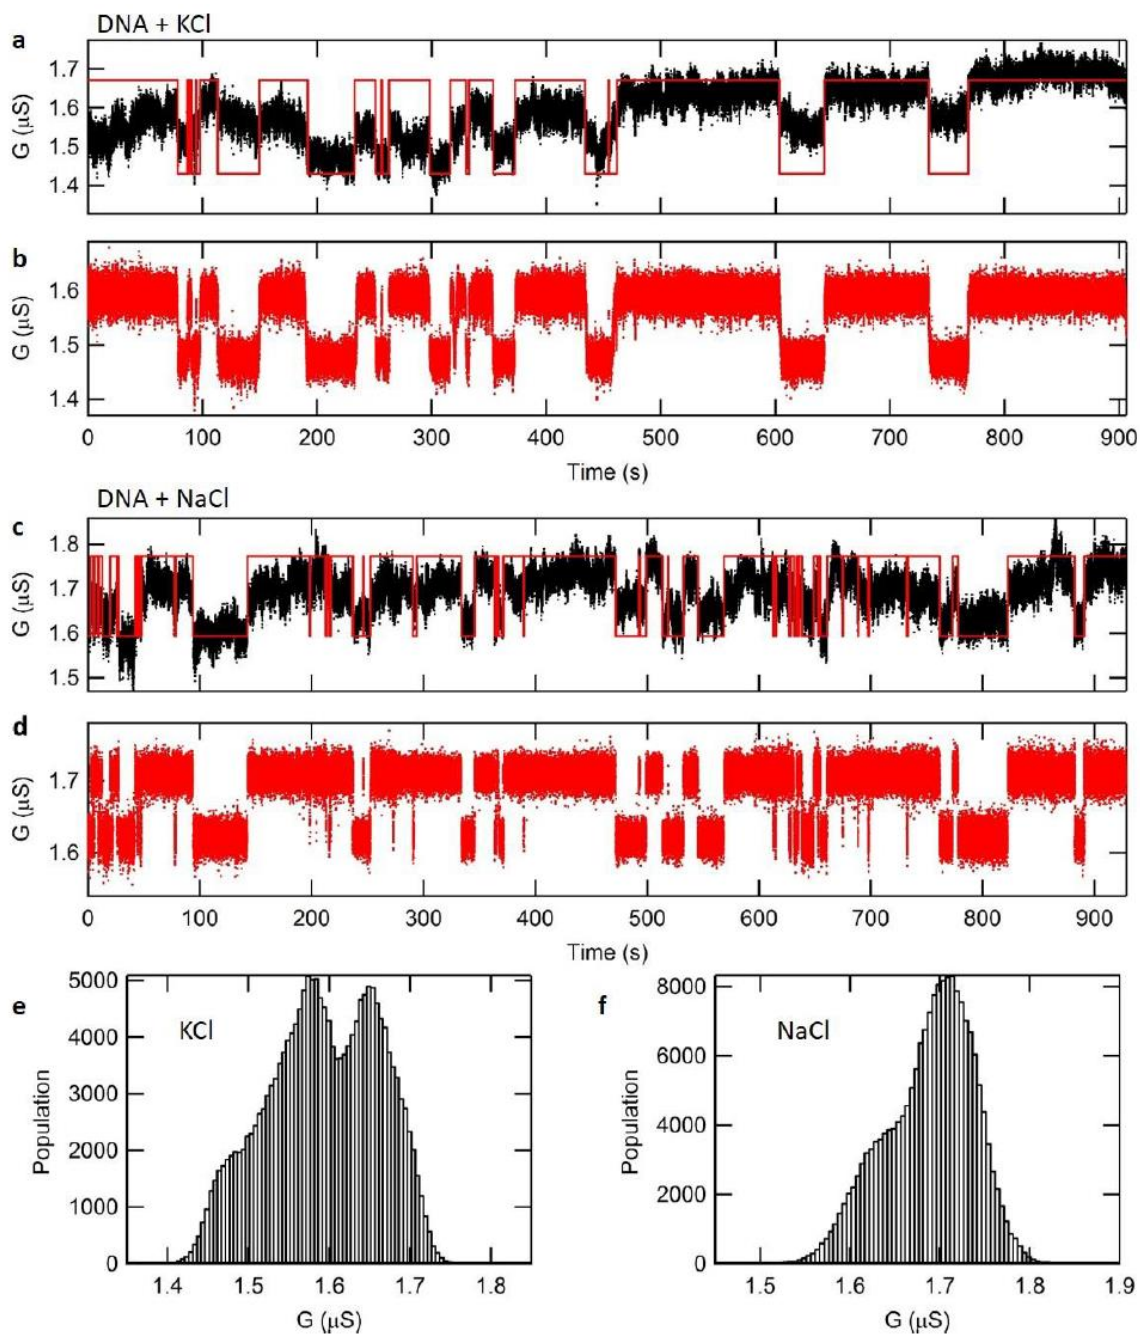 DNA + KCl
a
1.7
1.6
1.5
1.4
G (μS)
b
1.6
1.5
1.4
G (μS)
0 100 200 300 400 500 600 700 800 900
Time (s)
DNA + NaCl
c
1.8
1.7
1.6
1.5
G (μS)
d
1.7
1.6
G (μS)
0 100 200 300 400 500 600 700 800 900
Time (s)
e
KCl
5000
4000
3000
2000
1000
0
Population
1.4 1.5 1.6 1.7 1.8
G (μS)
f
NaCl
8000
6000
4000
2000
0
Population
1.5 1.6 1.7 1.8 1.9
G (μS)